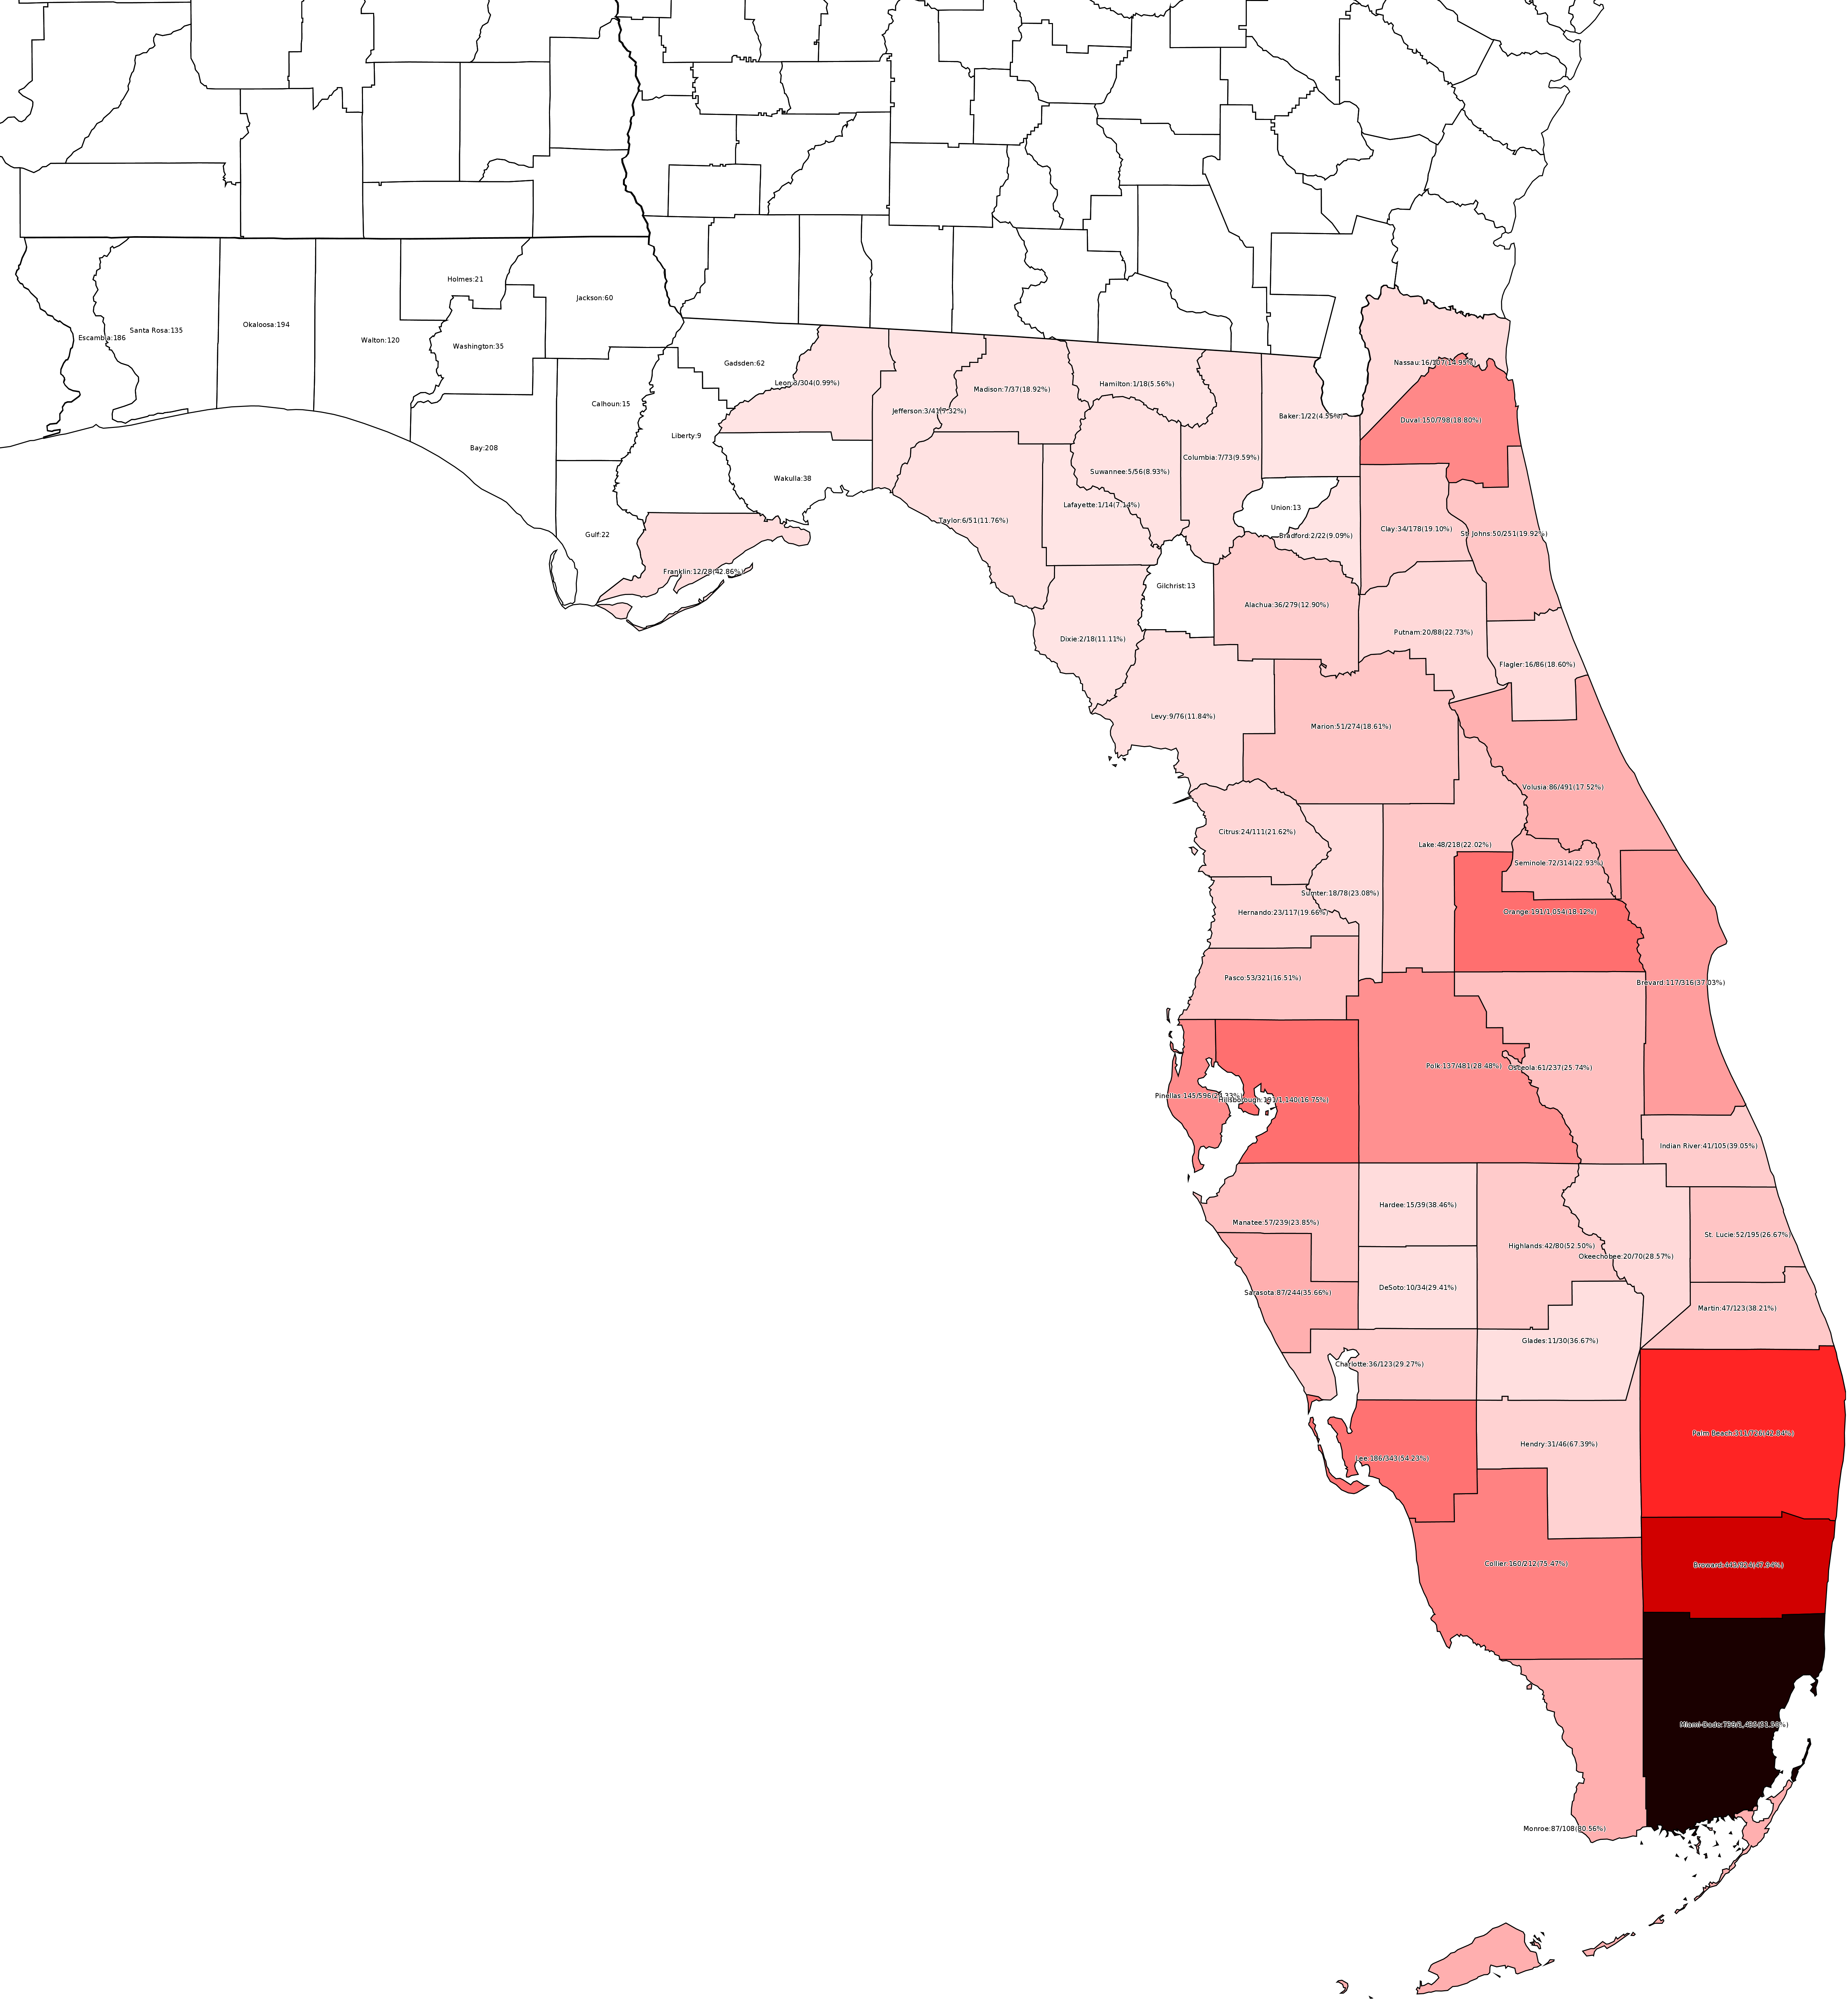 Holmes:21
Jackson:60
Santa Rosa:135
Okaloosa:194
Escambia:186
Walton:120
Washington:35
Gadsden:62
Nassau:16/107(14.95%)
Leon:3/304(0.99%)
Hamilton:1/18(5.56%)
Madison:7/37(18.92%)
Calhoun:15
Jefferson:3/41(7.32%)
Baker:1/22(4.55%)
Duval:150/798(18.80%)
Liberty:9
Bay:208
Columbia:7/73(9.59%)
Suwannee:5/56(8.93%)
Wakulla:38
Lafayette:1/14(7.14%)
Union:13
Taylor:6/51(11.76%)
Clay:34/178(19.10%)
St. Johns:50/251(19.92%)
Gulf:22
Bradford:2/22(9.09%)
Franklin:12/28(42.86%)
Gilchrist:13
Alachua:36/279(12.90%)
Putnam:20/88(22.73%)
Dixie:2/18(11.11%)
Flagler:16/86(18.60%)
Levy:9/76(11.84%)
Marion:51/274(18.61%)
Volusia:86/491(17.52%)
Citrus:24/111(21.62%)
Lake:48/218(22.02%)
Seminole:72/314(22.93%)
Sumter:18/78(23.08%)
Hernando:23/117(19.66%)
Orange:191/1,054(18.12%)
Pasco:53/321(16.51%)
Brevard:117/316(37.03%)
Polk:137/481(28.48%)
Osceola:61/237(25.74%)
Pinellas:145/596(24.33%)
Hillsborough:191/1,140(16.75%)
Indian River:41/105(39.05%)
Hardee:15/39(38.46%)
Manatee:57/239(23.85%)
St. Lucie:52/195(26.67%)
Highlands:42/80(52.50%)
Okeechobee:20/70(28.57%)
DeSoto:10/34(29.41%)
Sarasota:87/244(35.66%)
Martin:47/123(38.21%)
Glades:11/30(36.67%)
Charlotte:36/123(29.27%)
Palm Beach
Hendry:31/46(67.39%)
Lee:186/343(54.23%)
Collier:160/212(75.47%)
Broward
Miami-Dade
Monroe:87/108(80.56%)